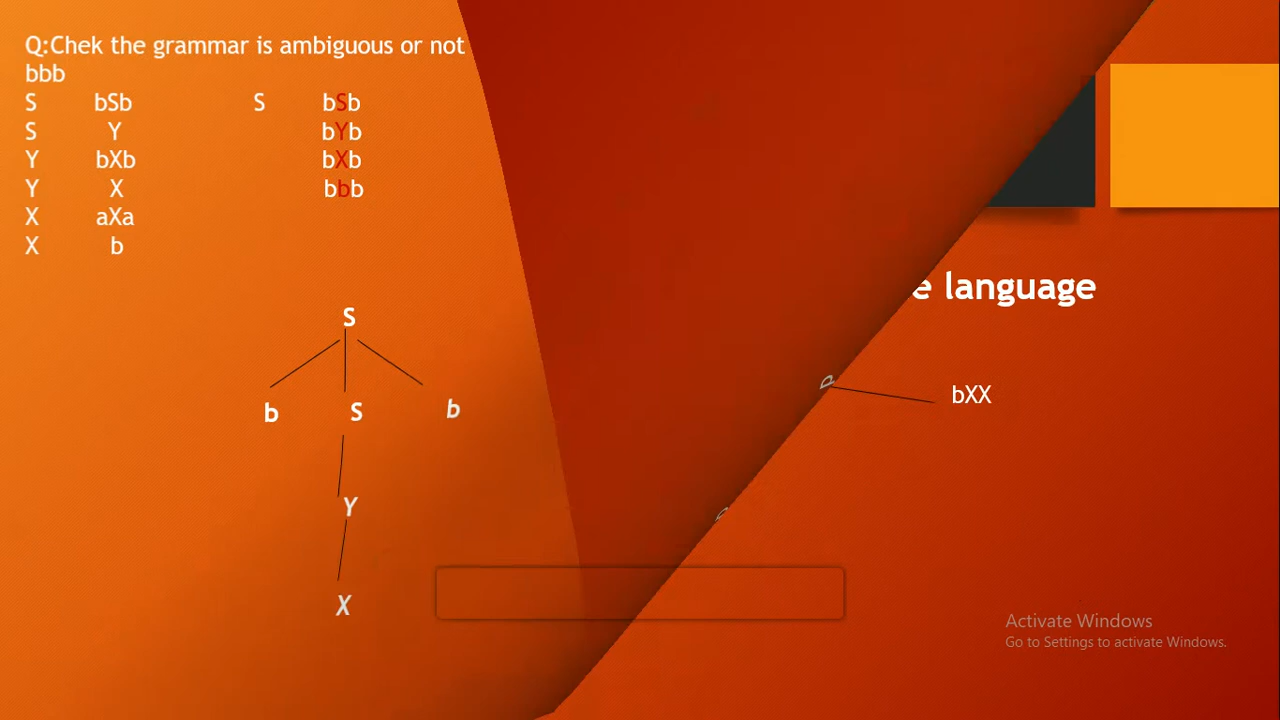 Q:Chek the grammar is ambiguous or not
bbb
S bSb S bSb
S Y bYb
Y bXb bXb
Y X bbb
X aXa
X b
e language
S
bXX
b S b
Y
X
Activate Windows
Go to Settings to activate Windows.